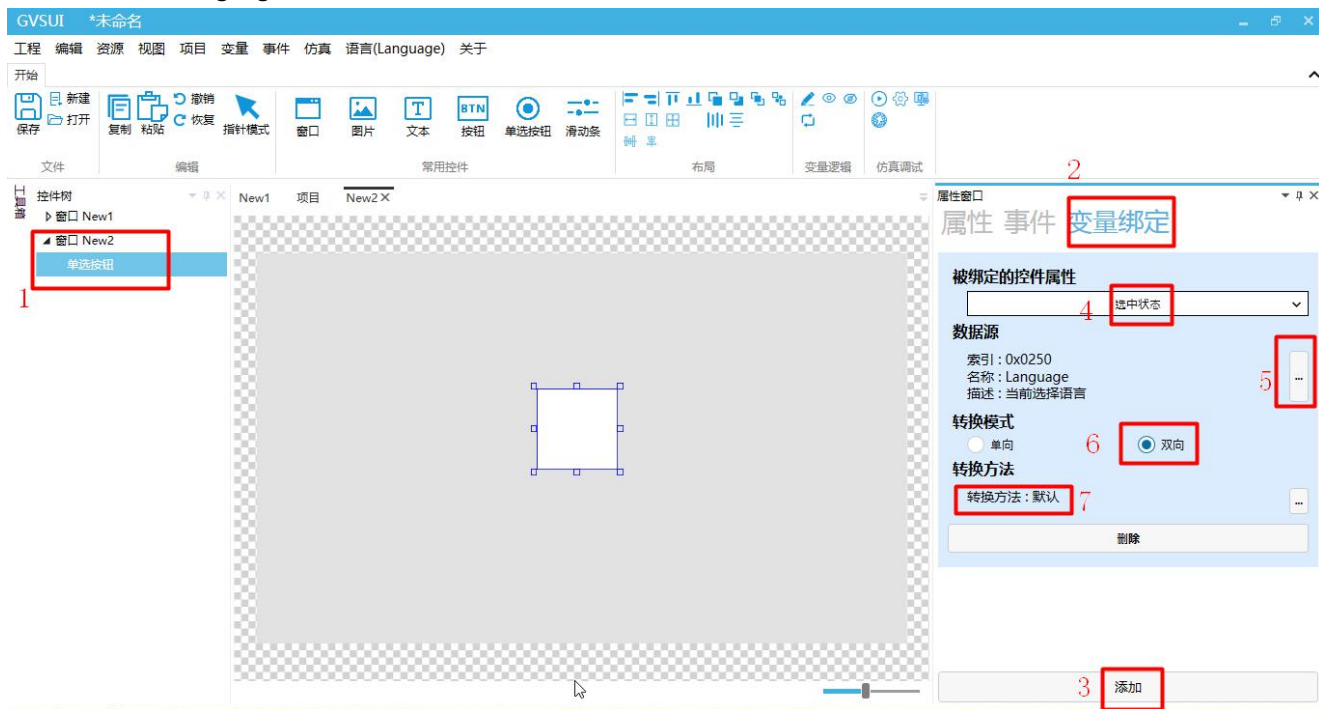 GVSUI *未命名
工程 编辑 资源 视图 项目 变量 事件 仿真 语言(Language) 关于
开始
保存 新建 打开 复制 粘贴 撤销 恢复 指针模式 窗口 图片 T 文本 BTN 按钮 单选按钮 滑动条
文件 编辑 常用控件 布局 变量逻辑 仿真调试
2
工具箱
控件树
窗口 New1
窗口 New2
单选按钮
1
New1 项目 New2
属性窗口
属性 事件 变量绑定
被绑定的控件属性
4 选中状态
数据源
索引 : 0x0250
名称 : Language
描述 : 当前选择语言
5 ...
转换模式
单向 6 双向
转换方法
转换方法 : 默认 7 ...
删除
3 添加